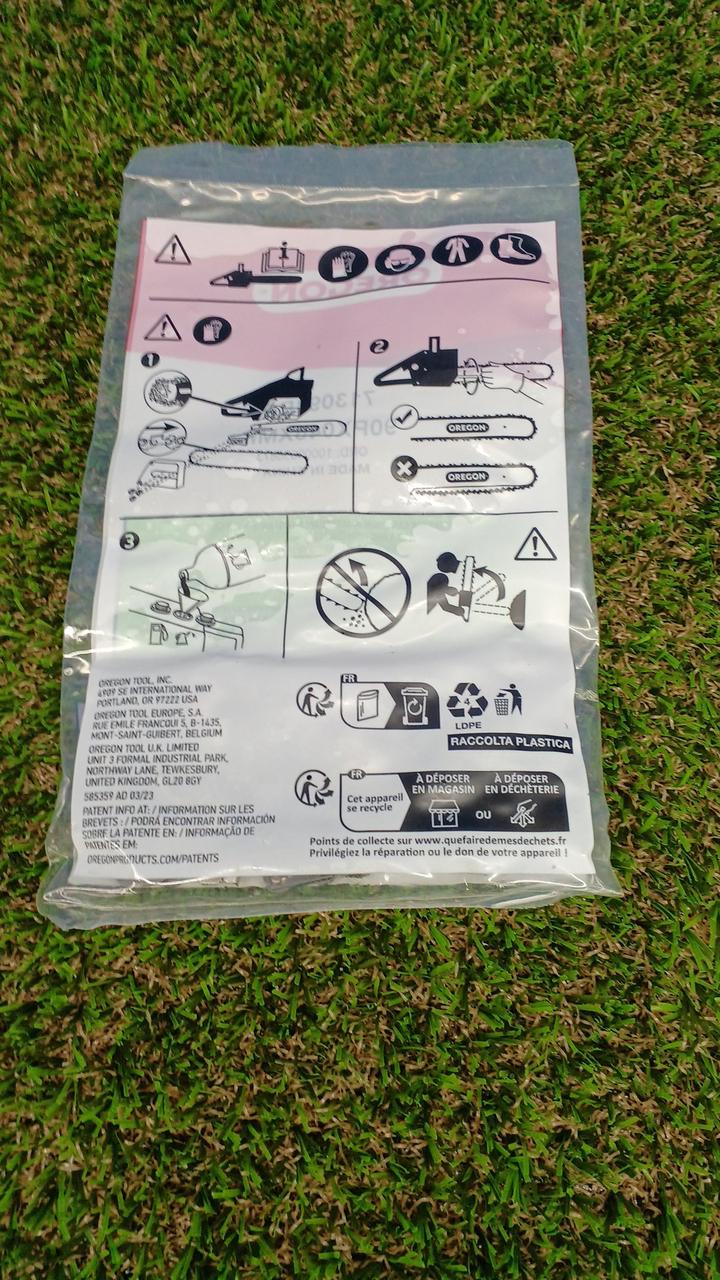 OREGON
1
2
OREGON
OREGON
OREGON
3
OREGON TOOL, INC.
4909 SE INTERNATIONAL WAY
PORTLAND, OR 97222 USA
OREGON TOOL EUROPE, S.A.
RUE EMILE FRANCQUI 5, B-1435,
MONT-SAINT-GUIBERT, BELGIUM
OREGON TOOL U.K. LIMITED
UNIT 3 FORMAL INDUSTRIAL PARK,
NORTHWAY LANE, TEWKESBURY,
UNITED KINGDOM, GL20 8GY
585359 AD 03/23
PATENT INFO AT: / INFORMATION SUR LES
BREVETS : / PODRÁ ENCONTRAR INFORMACIÓN
SOBRE LA PATENTE EN: / INFORMAÇÃO DE
PATENTES EM:
OREGONPRODUCTS.COM/PATENTS
FR
4
LDPE
RACCOLTA PLASTICA
FR
Cet appareil
se recycle
À DÉPOSER
EN MAGASIN
OU
À DÉPOSER
EN DÉCHÈTERIE
Points de collecte sur www.quefairedemesdechets.fr
Privilégiez la réparation ou le don de votre appareil !